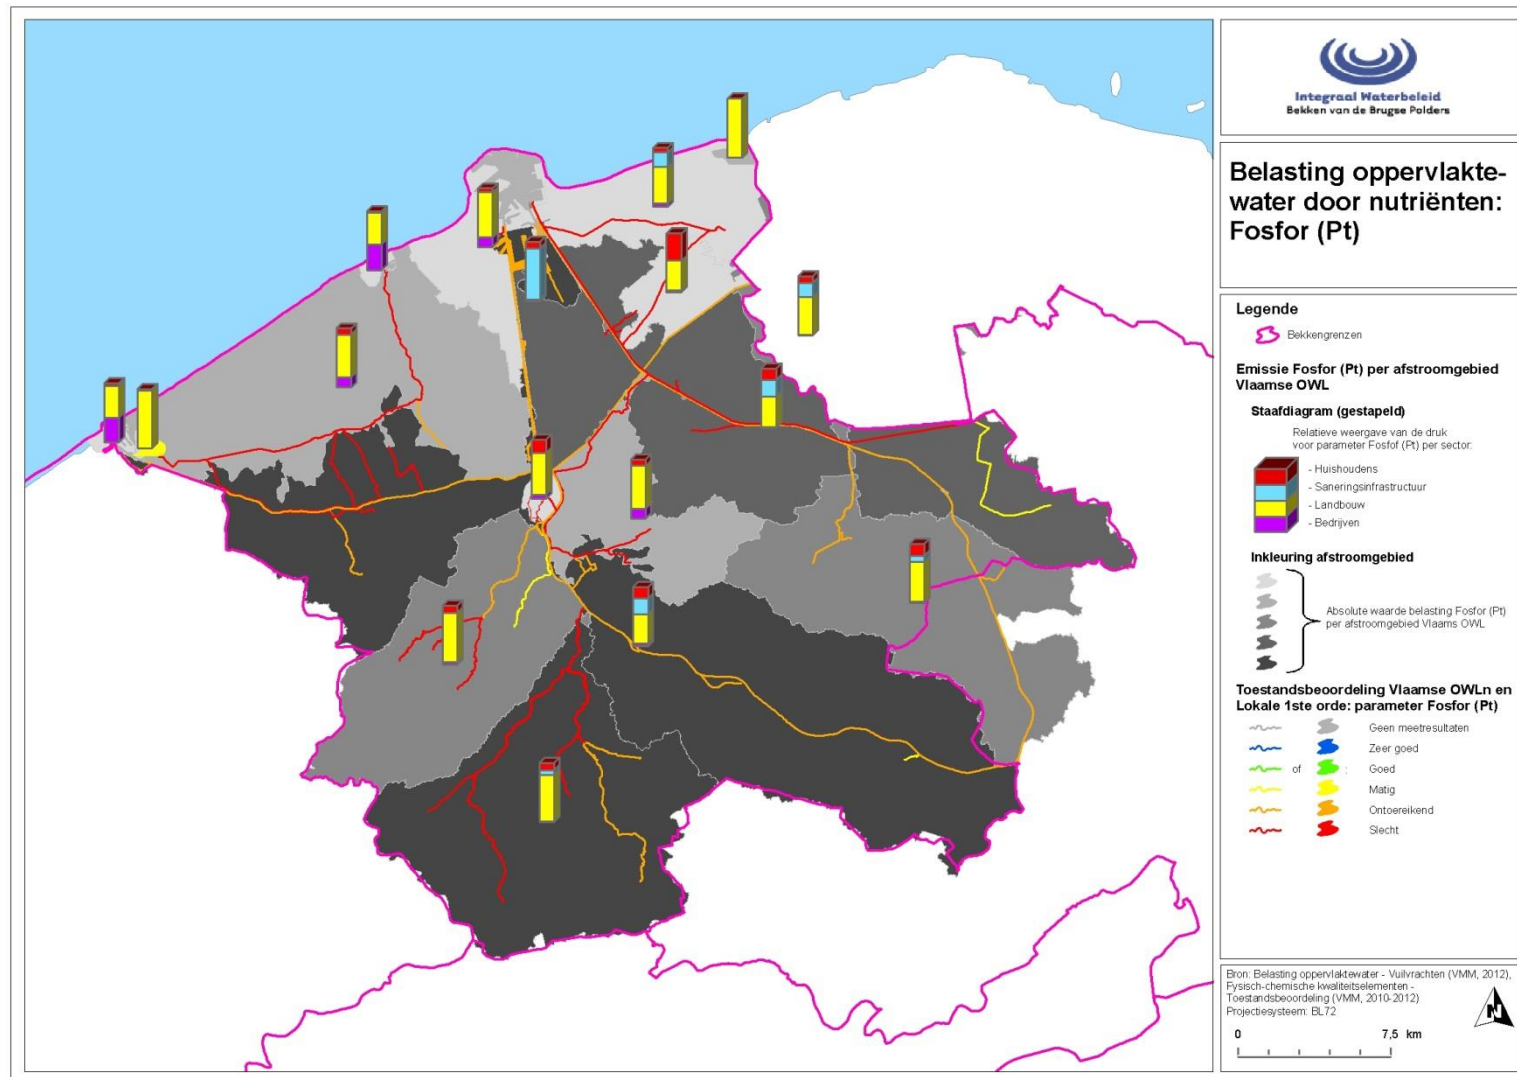 Integraal Waterbeleid
Bekken van de Brugse Polders
Belasting oppervlakte-
water door nutriënten:
Fosfor (Pt)
Legende
Bekkengrenzen
Emissie Fosfor (Pt) per afstroomgebied
Vlaamse OWL
Staafdiagram (gestapeld)
Relatieve weergave van de druk
voor parameter Fosfof (Pt) per sector:
- Huishoudens
- Saneringsinfrastructuur
- Landbouw
- Bedrijven
Inkleuring afstroomgebied
Absolute waarde belasting Fosfor (Pt)
per afstroomgebied Vlaams OWL
Toestandsbeoordeling Vlaamse OWLn en
Lokale 1ste orde: parameter Fosfor (Pt)
Geen meetresultaten
Zeer goed
of : Goed
Matig
Ontoereikend
Slecht
Bron: Belasting oppervlaktewater - Vuilvrachten (VMM, 2012),
Fysisch-chemische kwaliteitselementen -
Toestandsbeoordeling (VMM, 2010-2012)
Projectiesysteem: BL72
N
0 7,5 km